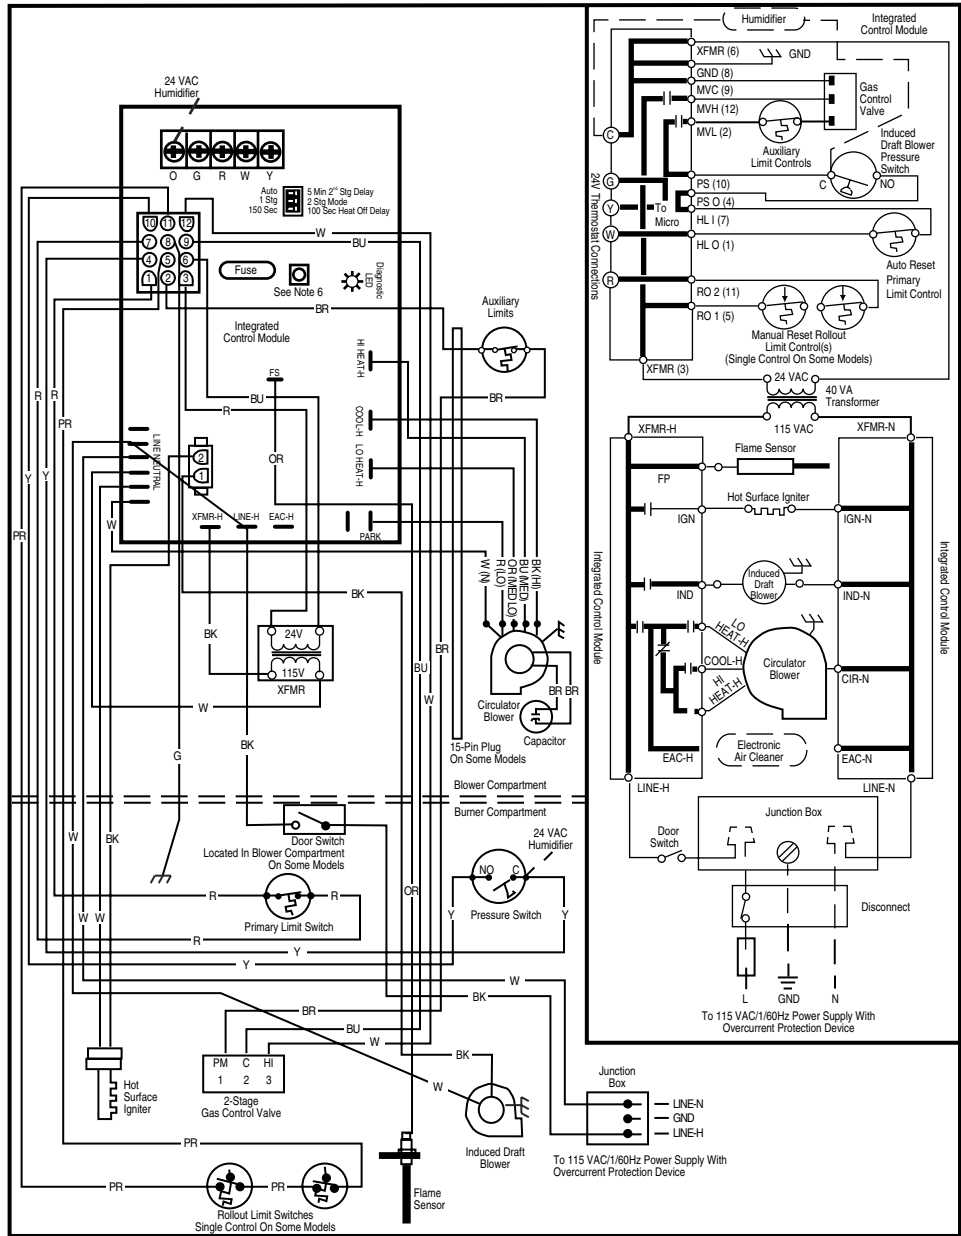 24 VAC
Humidifier
O G R W Y
Auto
1 Stg
150 Sec
5 Min 2nd Stg Delay
2 Stg Mode
100 Sec Heat Off Delay
10 11 12
7 8 9
4 5 6
1 2 3
Fuse
See Note 6
Diagnostic
LED
W
BU
BR
Integrated
Control Module
FS
HI HEAT-H
COOL-H
LO HEAT-H
LINE NEUTRAL
2
1
BU
R
OR
XFMR-H
LINE-H
EAC-H
PARK
Auxiliary
Limits
BR
R
R
PR
Y
Y
PR
W
W (N)
R (LO)
OR (MED LO)
BU (MED)
BK (HI)
BK
BK
24V
115V
XFMR
W
BK
G
BR
BU
W
BR
BR
Circulator
Blower
Capacitor
15-Pin Plug
On Some Models
Blower Compartment
Burner Compartment
Door Switch
Located In Blower Compartment
On Some Models
24 VAC
Humidifier
NO C
Pressure Switch
W
BK
OR
R
R
Primary Limit Switch
Y
Y
W
W
R
Y
Y
W
BK
BR
BU
W
PM C HI
1 2 3
2-Stage
Gas Control Valve
Hot
Surface
Igniter
BK
W
Induced Draft
Blower
Junction
Box
LINE-N
GND
LINE-H
To 115 VAC/1/60Hz Power Supply With
Overcurrent Protection Device
PR
PR
PR
Rollout Limit Switches
Single Control On Some Models
Flame
Sensor
Humidifier
Integrated
Control Module
XFMR (6)
GND
GND (8)
MVC (9)
MVH (12)
MVL (2)
Gas
Control
Valve
Auxiliary
Limit Controls
Induced
Draft Blower
Pressure
Switch
C
NO
C
G
Y
W
R
24V Thermostat Connections
To
Micro
PS (10)
PS O (4)
HL I (7)
HL O (1)
Auto Reset
Primary
Limit Control
RO 2 (11)
RO 1 (5)
Manual Reset Rollout
Limit Control(s)
(Single Control On Some Models)
XFMR (3)
24 VAC
40 VA
Transformer
115 VAC
XFMR-H
XFMR-N
Flame Sensor
FP
Hot Surface Igniter
IGN
IGN-N
Induced
Draft
Blower
IND
IND-N
Integrated Control Module
Integrated Control Module
LO
HEAT-H
COOL-H
HI
HEAT-H
Circulator
Blower
CIR-N
Electronic
Air Cleaner
EAC-H
EAC-N
LINE-H
LINE-N
Junction Box
Door
Switch
Disconnect
L
GND
N
To 115 VAC/1/60Hz Power Supply With
Overcurrent Protection Device